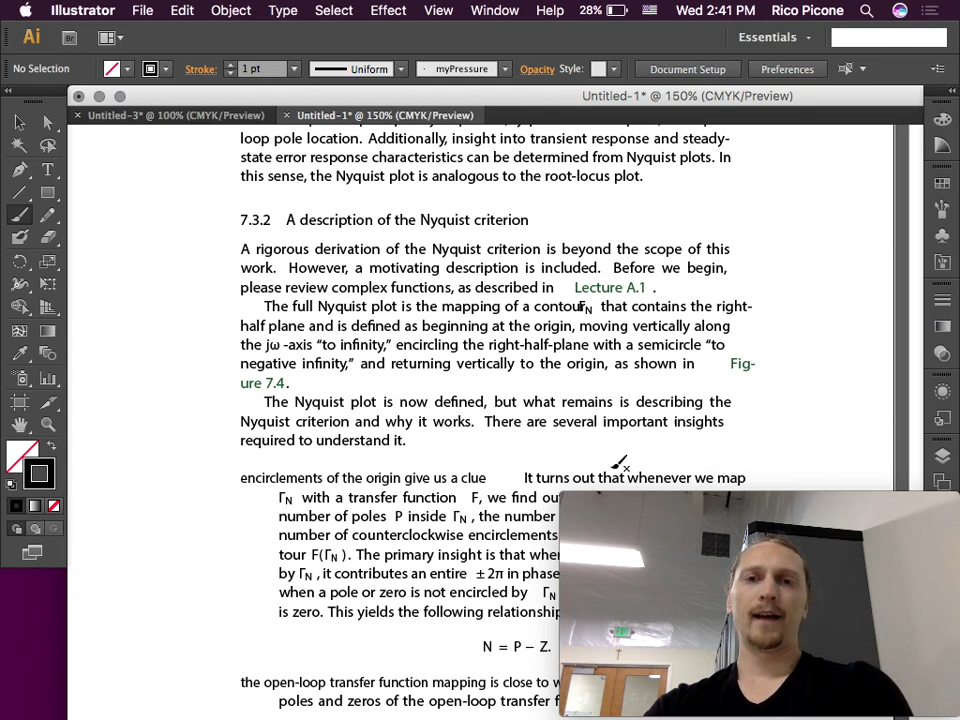 Illustrator File Edit Object Type Select Effect View Window Help 28% Wed 2:41 PM Rico Picone
Ai Br Essentials
No Selection Stroke: 1 pt Uniform myPressure Opacity Style: Document Setup Preferences
Untitled-1* @ 150% (CMYK/Preview)
Untitled-3* @ 100% (CMYK/Preview) Untitled-1* @ 150% (CMYK/Preview)
loop pole location. Additionally, insight into transient response and steady-
state error response characteristics can be determined from Nyquist plots. In
this sense, the Nyquist plot is analogous to the root-locus plot.
7.3.2 A description of the Nyquist criterion
A rigorous derivation of the Nyquist criterion is beyond the scope of this
work. However, a motivating description is included. Before we begin,
please review complex functions, as described in Lecture A.1 .
The full Nyquist plot is the mapping of a contour ΓN that contains the right-
half plane and is defined as beginning at the origin, moving vertically along
the jω -axis “to infinity,” encircling the right-half-plane with a semicircle “to
negative infinity,” and returning vertically to the origin, as shown in Fig-
ure 7.4.
The Nyquist plot is now defined, but what remains is describing the
Nyquist criterion and why it works. There are several important insights
required to understand it.
encirclements of the origin give us a clue It turns out that whenever we map
ΓN with a transfer function F, we find
number of poles P inside ΓN , the number
number of counterclockwise encirclements
tour F(ΓN ). The primary insight is that
by ΓN , it contributes an entire ±2π in phase
when a pole or zero is not encircled by ΓN
is zero. This yields the following relationship
N = P − Z.
the open-loop transfer function mapping is close to
poles and zeros of the open-loop transfer